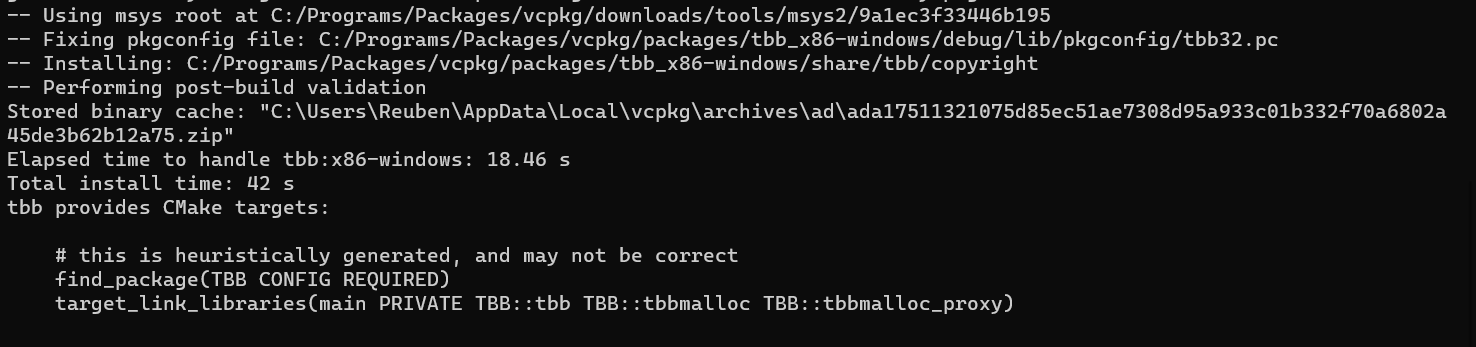 -- Using msys root at C:/Programs/Packages/vcpkg/downloads/tools/msys2/9a1ec3f33446b195
-- Fixing pkgconfig file: C:/Programs/Packages/vcpkg/packages/tbb_x86-windows/debug/lib/pkgconfig/tbb32.pc
-- Installing: C:/Programs/Packages/vcpkg/packages/tbb_x86-windows/share/tbb/copyright
-- Performing post-build validation
Stored binary cache: "C:\Users\Reuben\AppData\Local\vcpkg\archives\ad\ada17511321075d85ec51ae7308d95a933c01b332f70a6802a
45de3b62b12a75.zip"
Elapsed time to handle tbb:x86-windows: 18.46 s
Total install time: 42 s
tbb provides CMake targets:

    # this is heuristically generated, and may not be correct
    find_package(TBB CONFIG REQUIRED)
    target_link_libraries(main PRIVATE TBB::tbb TBB::tbbmalloc TBB::tbbmalloc_proxy)